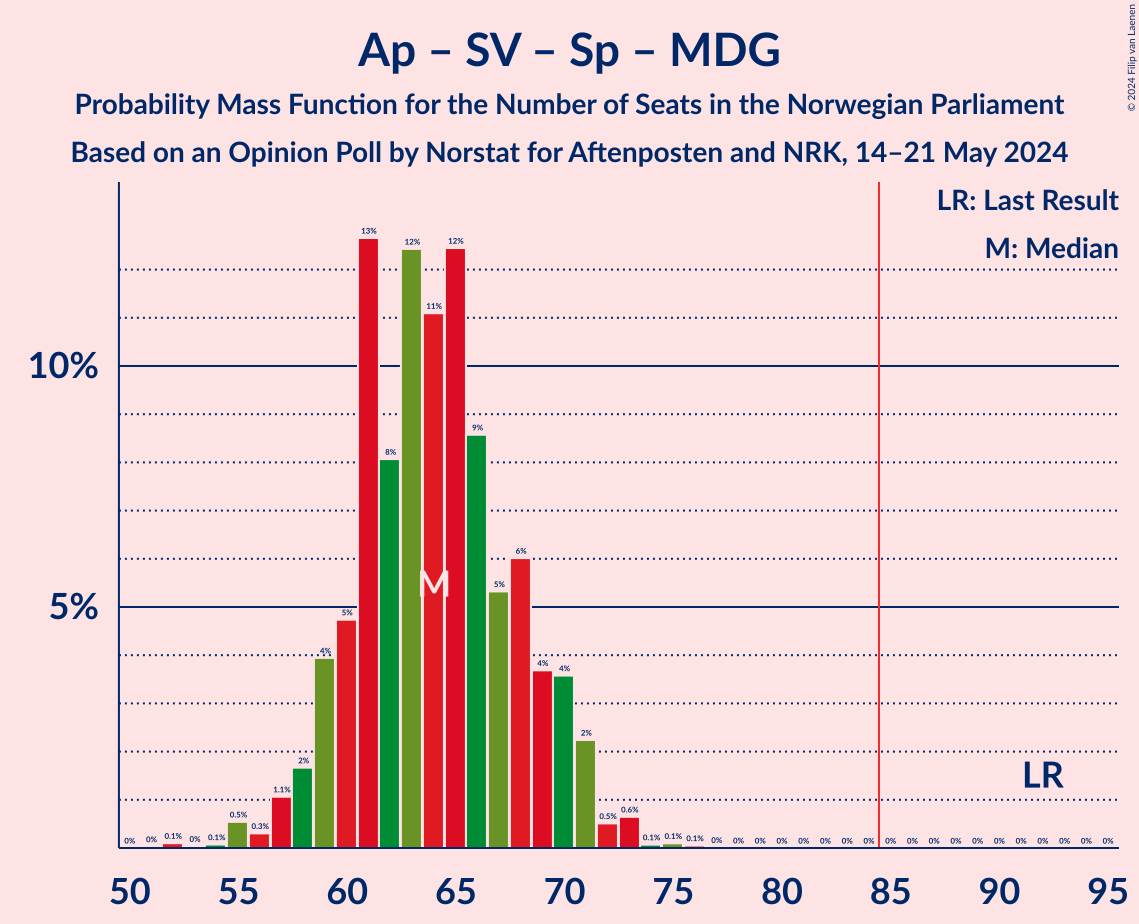 Ap – SV – Sp – MDG
Probability Mass Function for the Number of Seats in the Norwegian Parliament
Based on an Opinion Poll by Norstat for Aftenposten and NRK, 14–21 May 2024
© 2024 Filip van Laenen
LR: Last Result
M: Median
10%
5%
0% 0% 0.1% 0% 0.1% 0.5% 0.3% 1.1% 2% 4% 5% 13% 8% 12% 11% 12% 9% 5% 6% 4% 4% 2% 0.5% 0.6% 0.1% 0.1% 0.1% 0% 0% 0% 0% 0% 0% 0% 0% 0% 0% 0% 0% 0% 0% 0% 0% 0% 0% 0%
M
LR
50 55 60 65 70 75 80 85 90 95